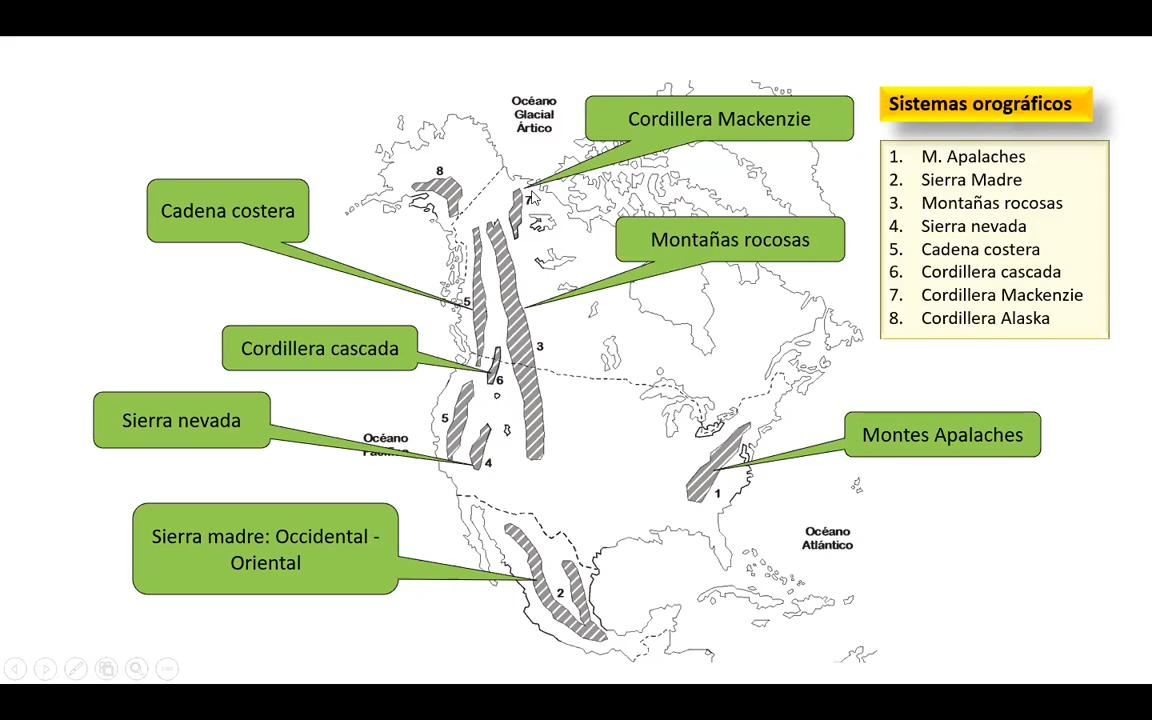 Océano
Glacial
Ártico
Cordillera Mackenzie
Sistemas orográficos
1. M. Apalaches
2. Sierra Madre
3. Montañas rocosas
4. Sierra nevada
5. Cadena costera
6. Cordillera cascada
7. Cordillera Mackenzie
8. Cordillera Alaska
8
7
Cadena costera
Montañas rocosas
5
3
Cordillera cascada
6
Sierra nevada
5
Océano
4
Montes Apalaches
1
Sierra madre: Occidental -
Oriental
2
Océano
Atlántico